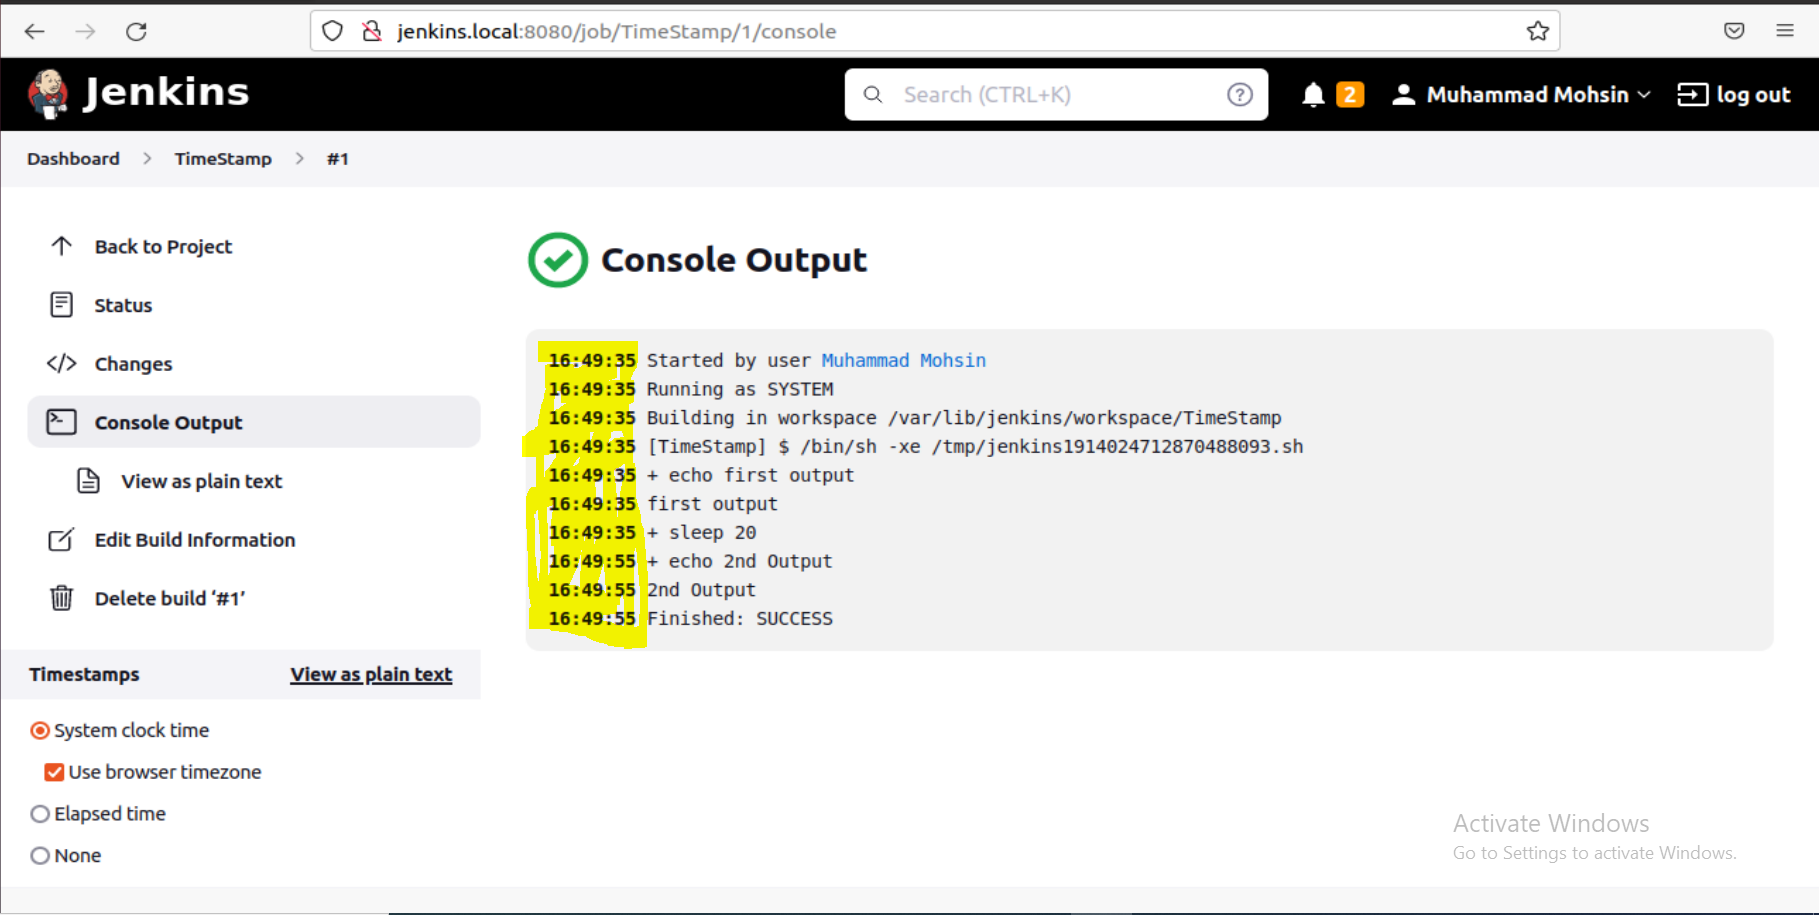 jenkins.local:8080/job/TimeStamp/1/console
Jenkins
Search (CTRL+K)
2
Muhammad Mohsin
log out
Dashboard > TimeStamp > #1
Back to Project
Status
Changes
Console Output
View as plain text
Edit Build Information
Delete build ‘#1’
Timestamps View as plain text
System clock time
Use browser timezone
Elapsed time
None
Console Output
16:49:35 Started by user Muhammad Mohsin
16:49:35 Running as SYSTEM
16:49:35 Building in workspace /var/lib/jenkins/workspace/TimeStamp
16:49:35 [TimeStamp] $ /bin/sh -xe /tmp/jenkins1914024712870488093.sh
16:49:35 + echo first output
16:49:35 first output
16:49:35 + sleep 20
16:49:55 + echo 2nd Output
16:49:55 2nd Output
16:49:55 Finished: SUCCESS
Activate Windows
Go to Settings to activate Windows.